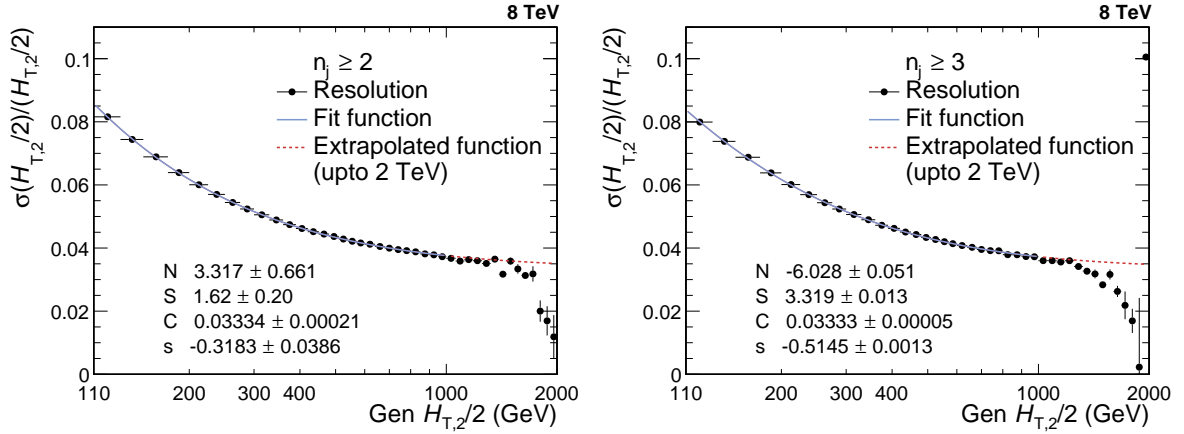 8 TeV
σ(H_T,2/2)/(H_T,2/2)
n_j ≥ 2
Resolution
Fit function
Extrapolated function
(upto 2 TeV)
0.1
0.08
0.06
0.04
0.02
0
N 3.317 ± 0.661
S 1.62 ± 0.20
C 0.03334 ± 0.00021
s -0.3183 ± 0.0386
110 200 300 400 1000 2000
Gen H_T,2/2 (GeV)
8 TeV
σ(H_T,2/2)/(H_T,2/2)
n_j ≥ 3
Resolution
Fit function
Extrapolated function
(upto 2 TeV)
0.1
0.08
0.06
0.04
0.02
0
N -6.028 ± 0.051
S 3.319 ± 0.013
C 0.03333 ± 0.00005
s -0.5145 ± 0.0013
110 200 300 400 1000 2000
Gen H_T,2/2 (GeV)